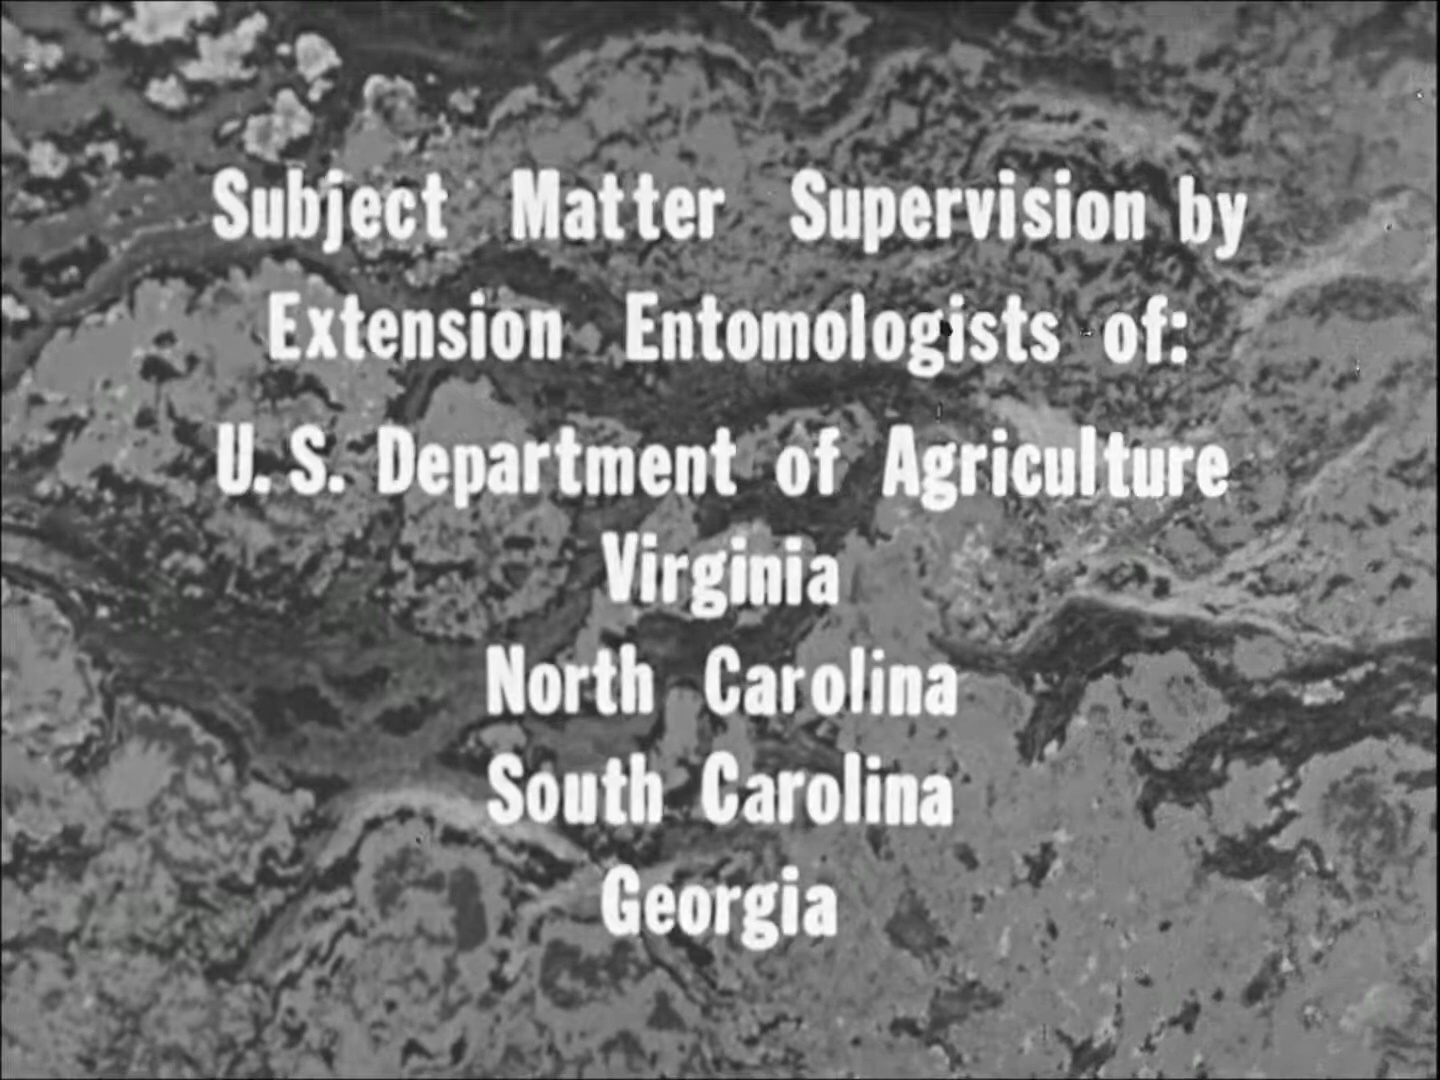 Subject Matter Supervision by
Extension Entomologists of:
U. S. Department of Agriculture
Virginia
North Carolina
South Carolina
Georgia